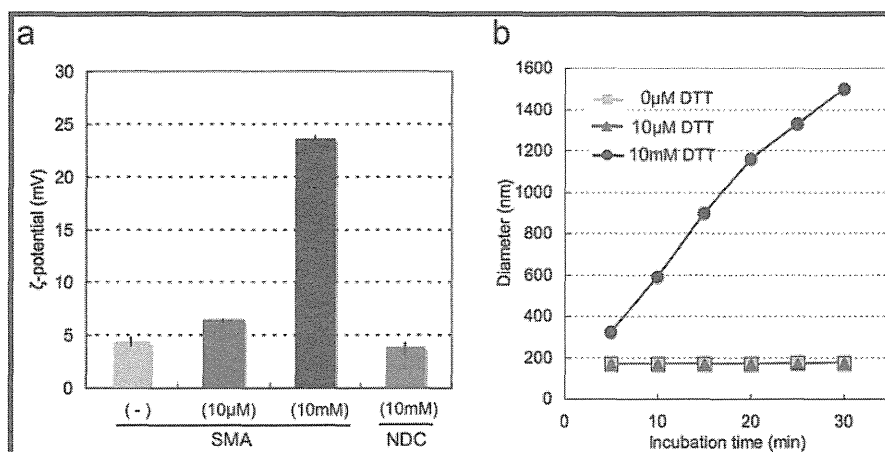 a
30
25
20
15
10
5
0
ζ-potential (mV)
(-) (10μM) (10mM) (10mM)
SMA NDC
b
1600
1400
1200
1000
800
600
400
200
0
Diameter (nm)
0μM DTT
10μM DTT
10mM DTT
0 10 20 30
Incubation time (min)